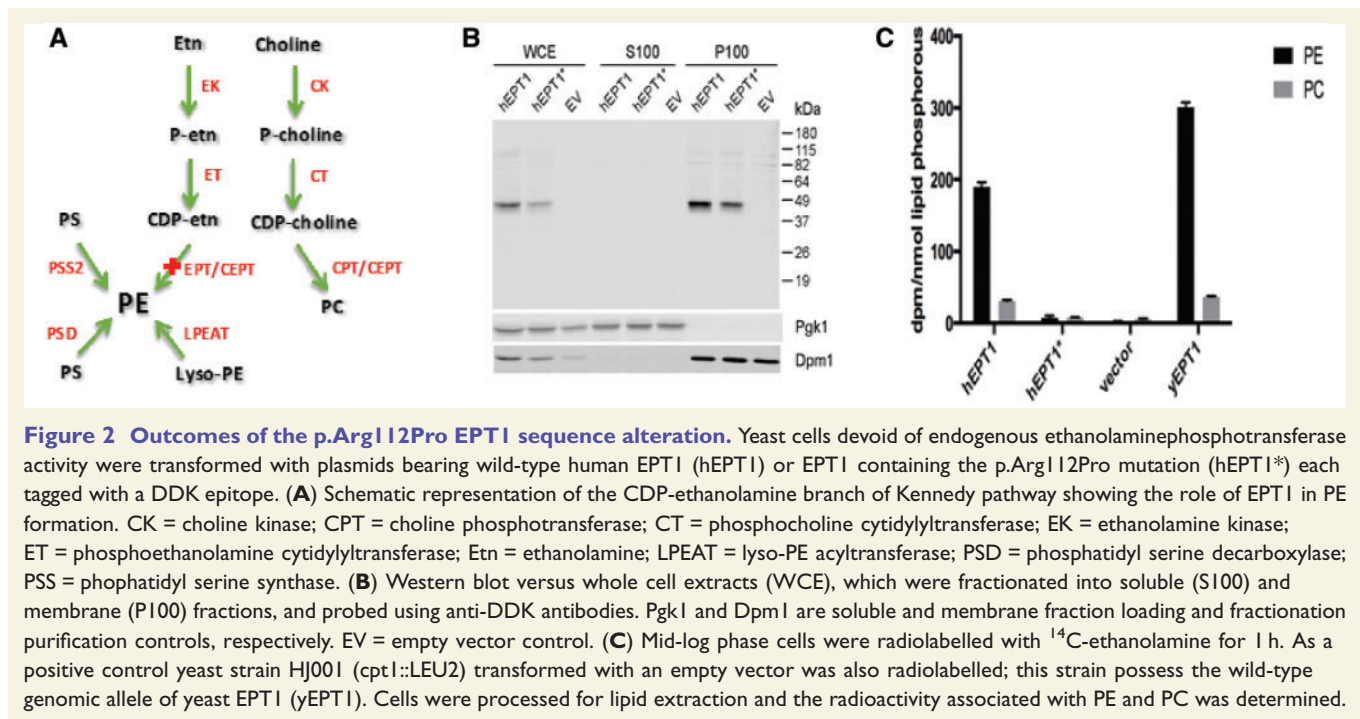 A
Etn Choline
EK CK
P-etn P-choline
ET CT
PS CDP-etn CDP-choline
PSS2 EPT/CEPT CPT/CEPT
PE PC
PSD LPEAT
PS Lyso-PE
B
WCE S100 P100
hEPT1 hEPT1* EV hEPT1 hEPT1* EV hEPT1 hEPT1* EV
kDa
180
115
82
64
49
37
26
19
Pgk1
Dpm1
C
dpm/nmol lipid phosphorous
400
300
200
100
0
PE
PC
hEPT1 hEPT1* vector yEPT1
Figure 2 Outcomes of the p.Arg112Pro EPT1 sequence alteration. Yeast cells devoid of endogenous ethanolaminephosphotransferase
activity were transformed with plasmids bearing wild-type human EPT1 (hEPT1) or EPT1 containing the p.Arg112Pro mutation (hEPT1*) each
tagged with a DDK epitope. (A) Schematic representation of the CDP-ethanolamine branch of Kennedy pathway showing the role of EPT1 in PE
formation. CK = choline kinase; CPT = choline phosphotransferase; CT = phosphocholine cytidylyltransferase; EK = ethanolamine kinase;
ET = phosphoethanolamine cytidylyltransferase; Etn = ethanolamine; LPEAT = lyso-PE acyltransferase; PSD = phosphatidyl serine decarboxylase;
PSS = phophatidyl serine synthase. (B) Western blot versus whole cell extracts (WCE), which were fractionated into soluble (S100) and
membrane (P100) fractions, and probed using anti-DDK antibodies. Pgk1 and Dpm1 are soluble and membrane fraction loading and fractionation
purification controls, respectively. EV = empty vector control. (C) Mid-log phase cells were radiolabelled with 14C-ethanolamine for 1 h. As a
positive control yeast strain HJ001 (cpt1::LEU2) transformed with an empty vector was also radiolabelled; this strain possess the wild-type
genomic allele of yeast EPT1 (yEPT1). Cells were processed for lipid extraction and the radioactivity associated with PE and PC was determined.